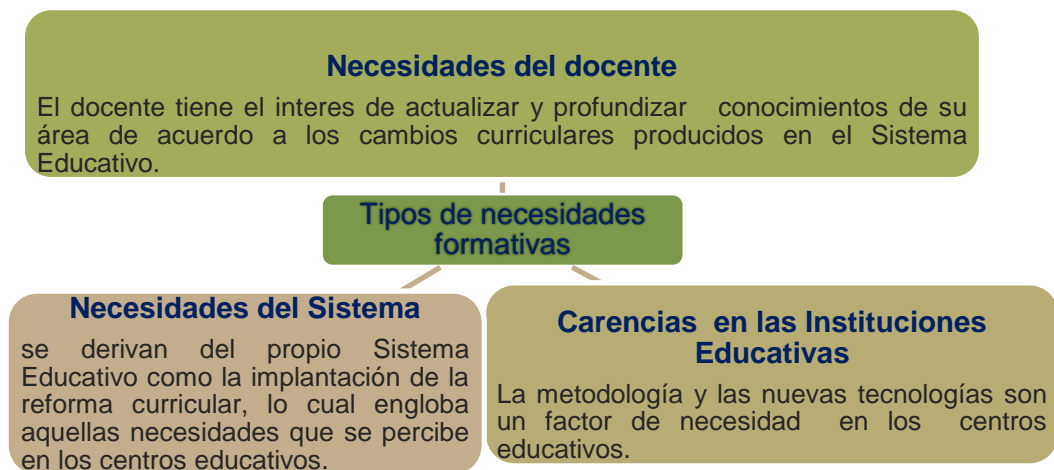 Necesidades del docente
El docente tiene el interes de actualizar y profundizar conocimientos de su
área de acuerdo a los cambios curriculares producidos en el Sistema
Educativo.
Tipos de necesidades
formativas
Necesidades del Sistema
se derivan del propio Sistema
Educativo como la implantación de la
reforma curricular, lo cual engloba
aquellas necesidades que se percibe
en los centros educativos.
Carencias en las Instituciones
Educativas
La metodología y las nuevas tecnologías son
un factor de necesidad en los centros
educativos.